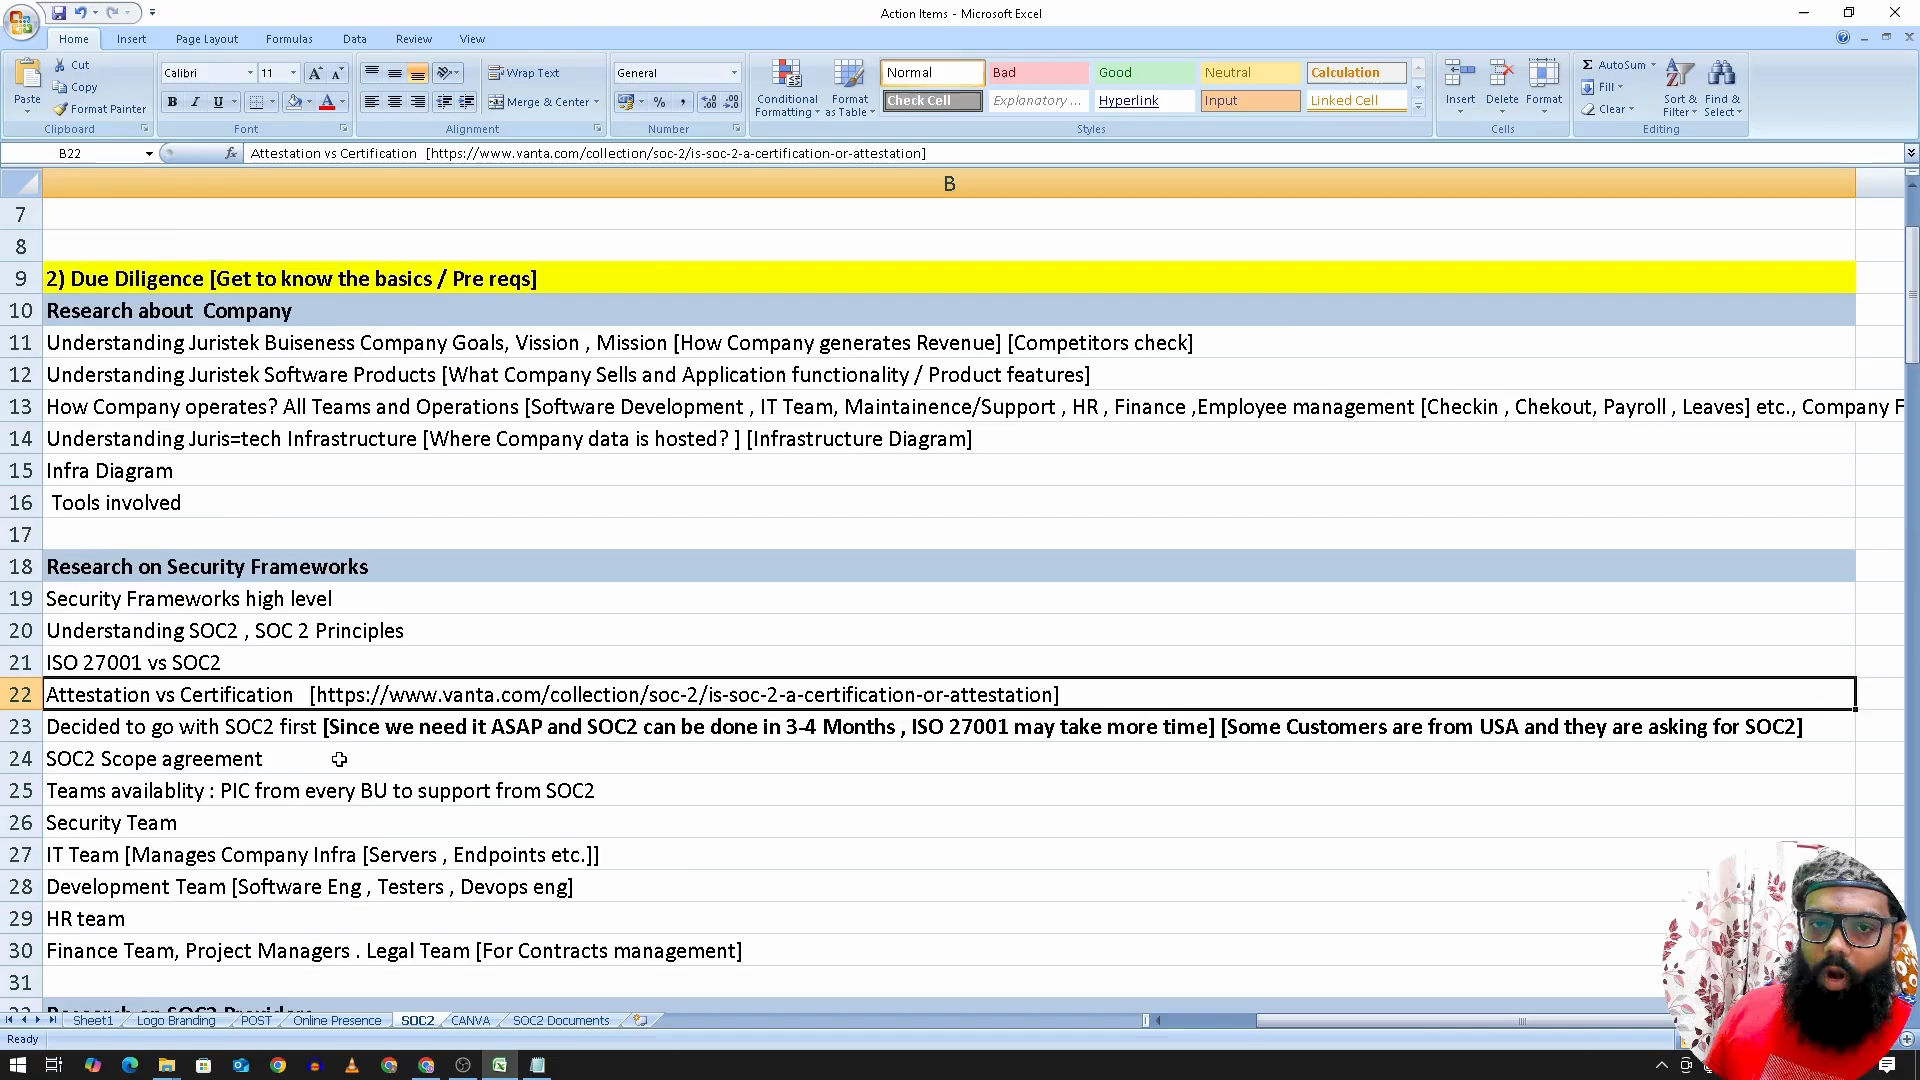 Action Items - Microsoft Excel
Home Insert Page Layout Formulas Data Review View
Paste
Cut
Copy
Format Painter
Clipboard
Calibri 11
B I U
Font
Wrap Text
Merge & Center
Alignment
General
Number
Conditional Formatting
Format as Table
Normal Bad Good Neutral Calculation
Check Cell Explanatory ... Hyperlink Input Linked Cell
Styles
Insert Delete Format
Cells
AutoSum
Fill
Clear
Sort & Filter
Find & Select
Editing
B22 fx Attestation vs Certification [https://www.vanta.com/collection/soc-2/is-soc-2-a-certification-or-attestation]
B
7
8
9 2) Due Diligence [Get to know the basics / Pre reqs]
10 Research about Company
11 Understanding Juristek Buiseness Company Goals, Vission , Mission [How Company generates Revenue] [Competitors check]
12 Understanding Juristek Software Products [What Company Sells and Application functionality / Product features]
13 How Company operates? All Teams and Operations [Software Development , IT Team, Maintainence/Support , HR , Finance ,Employee management [Checkin , Chekout, Payroll , Leaves] etc., Company F
14 Understanding Juris=tech Infrastructure [Where Company data is hosted? ] [Infrastructure Diagram]
15 Infra Diagram
16 Tools involved
17
18 Research on Security Frameworks
19 Security Frameworks high level
20 Understanding SOC2 , SOC 2 Principles
21 ISO 27001 vs SOC2
22 Attestation vs Certification [https://www.vanta.com/collection/soc-2/is-soc-2-a-certification-or-attestation]
23 Decided to go with SOC2 first [Since we need it ASAP and SOC2 can be done in 3-4 Months , ISO 27001 may take more time] [Some Customers are from USA and they are asking for SOC2]
24 SOC2 Scope agreement
25 Teams availablity : PIC from every BU to support from SOC2
26 Security Team
27 IT Team [Manages Company Infra [Servers , Endpoints etc.]]
28 Development Team [Software Eng , Testers , Devops eng]
29 HR team
30 Finance Team, Project Managers . Legal Team [For Contracts management]
31
Research on SOC2 Providers
Sheet1 Logo Branding POST Online Presence SOC2 CANVA SOC2 Documents
Ready